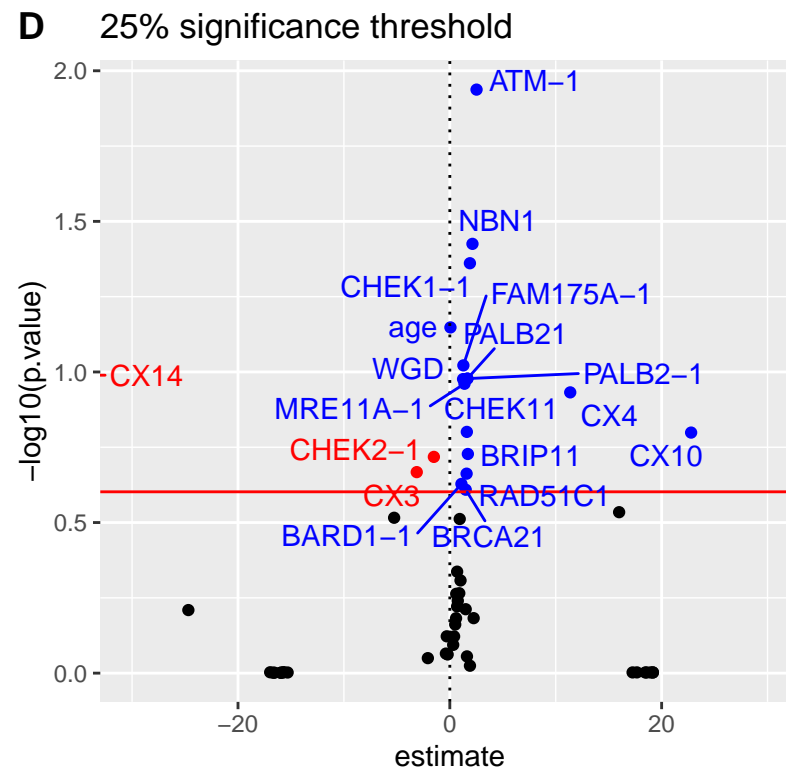 D 25% significance threshold
2.0
ATM−1
1.5
NBN1
CHEK1−1
FAM175A−1
age
PALB21
−log10(p.value)
WGD
1.0
CX14
PALB2−1
MRE11A−1
CHEK11
CX4
CHEK2−1
BRIP11
CX10
CX3
RAD51C1
0.5
BARD1−1
BRCA21
0.0
−20
0
20
estimate